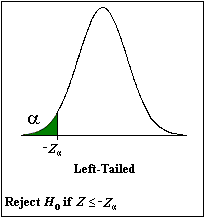 α
-Zα
Left-Tailed
Reject H0 if Z ≤ -Zα